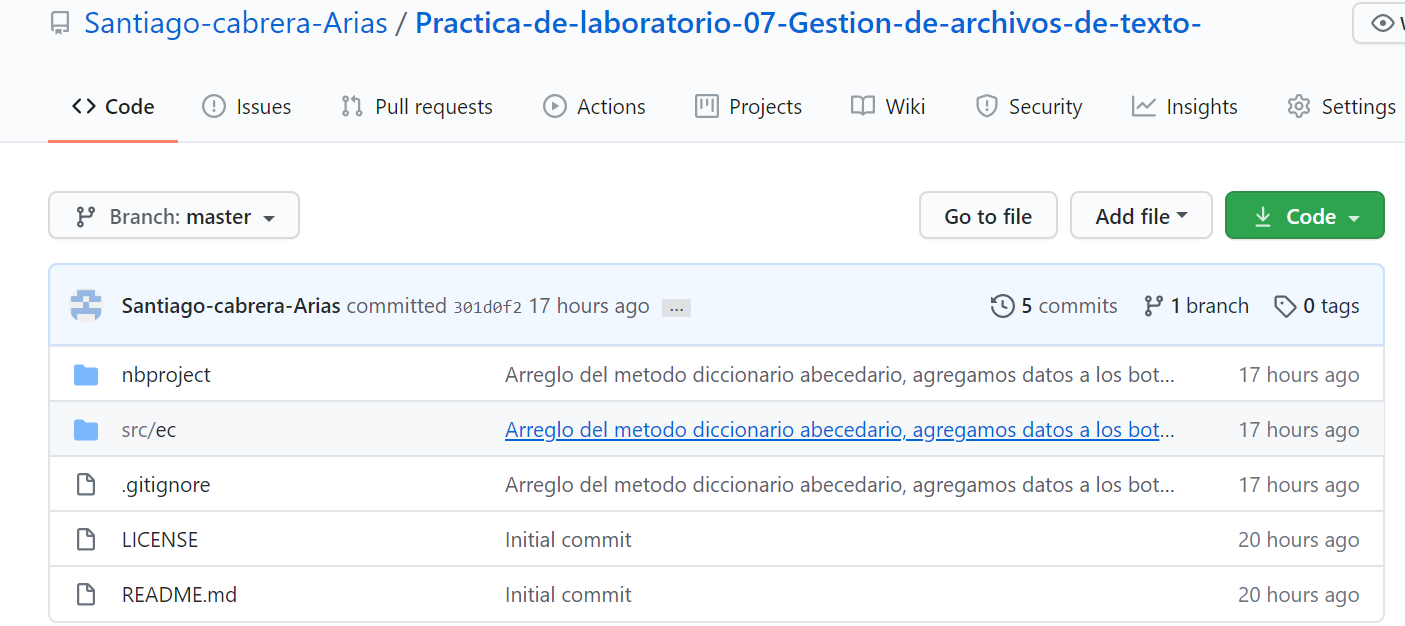 Santiago-cabrera-Arias / Practica-de-laboratorio-07-Gestion-de-archivos-de-texto-
Code Issues Pull requests Actions Projects Wiki Security Insights Settings
Branch: master Go to file Add file Code
Santiago-cabrera-Arias committed 301d0f2 17 hours ago ... 5 commits 1 branch 0 tags
nbproject Arreglo del metodo diccionario abecedario, agregamos datos a los bot... 17 hours ago
src/ec Arreglo del metodo diccionario abecedario, agregamos datos a los bot... 17 hours ago
.gitignore Arreglo del metodo diccionario abecedario, agregamos datos a los bot... 17 hours ago
LICENSE Initial commit 20 hours ago
README.md Initial commit 20 hours ago